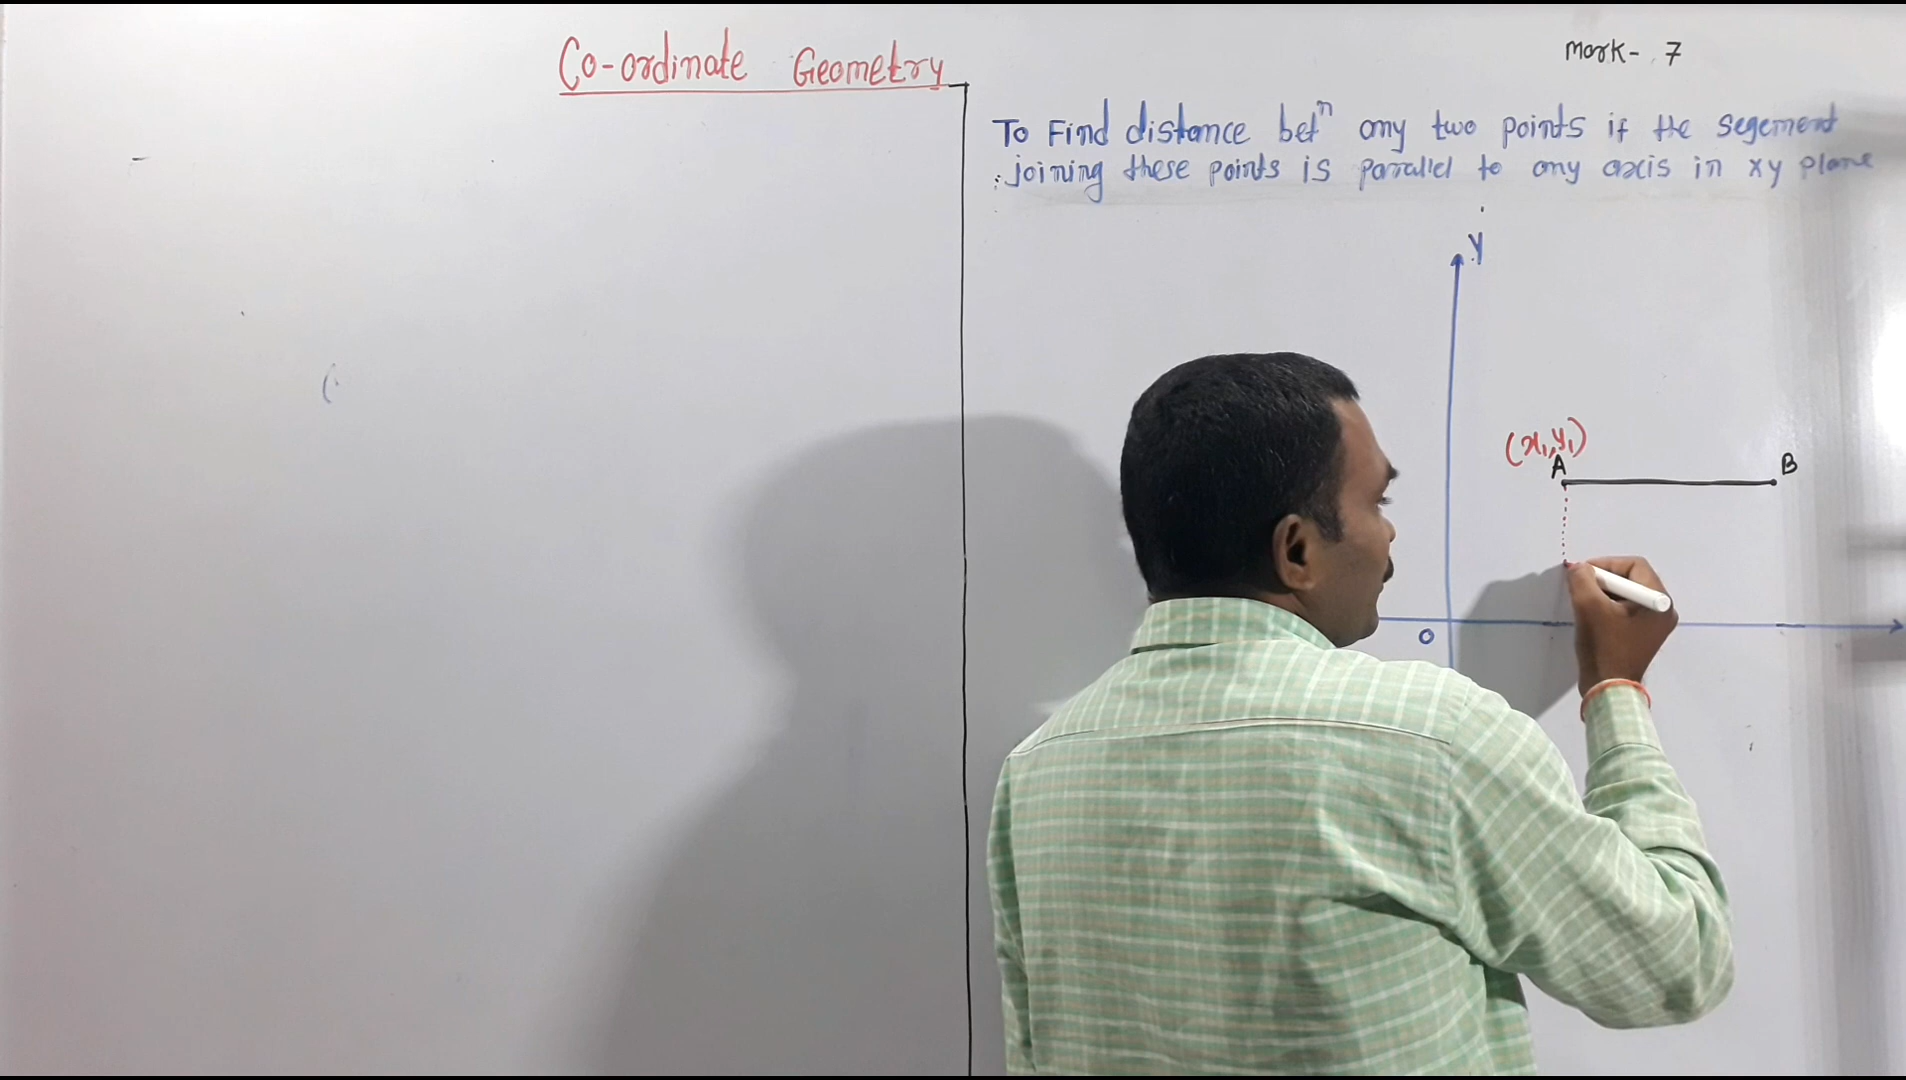 Co-ordinate Geometry
Mark- 7
To Find distance betⁿ any two points if the segement
joining these points is parallel to any axis in xy plane
Y
(x₁,y₁)
A
B
O